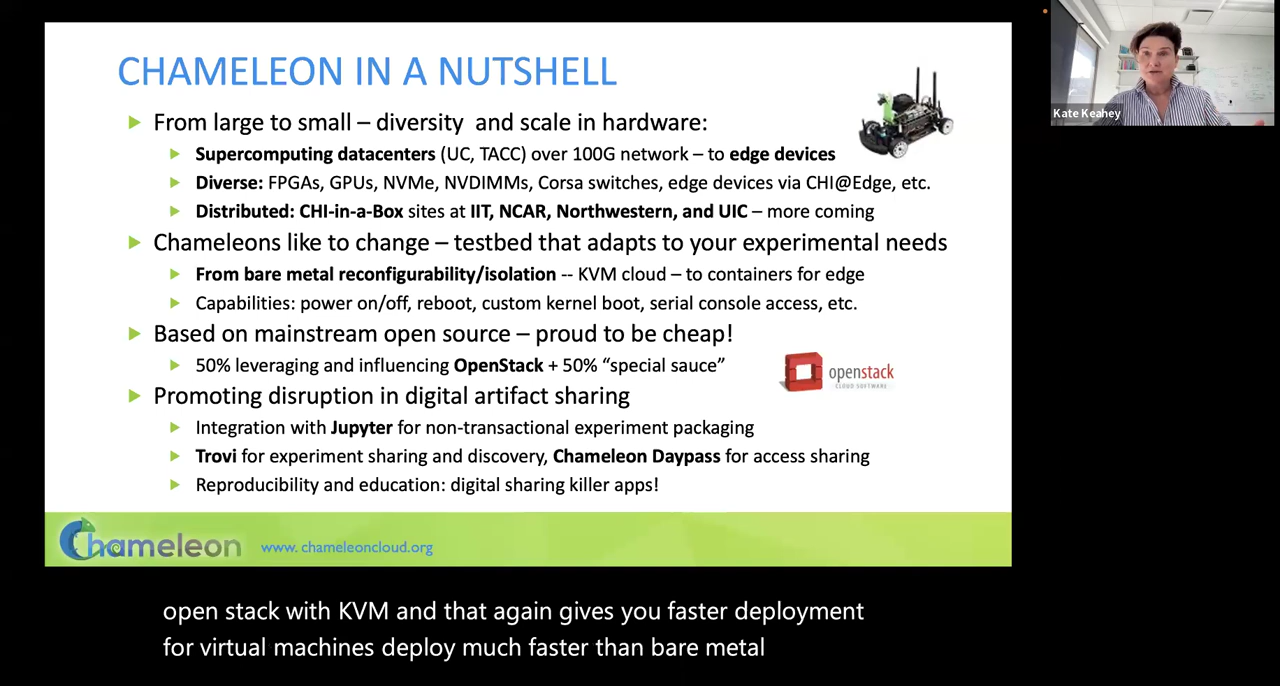 CHAMELEON IN A NUTSHELL
From large to small – diversity and scale in hardware:
Supercomputing datacenters (UC, TACC) over 100G network – to edge devices
Diverse: FPGAs, GPUs, NVMe, NVDIMMs, Corsa switches, edge devices via CHI@Edge, etc.
Distributed: CHI-in-a-Box sites at IIT, NCAR, Northwestern, and UIC – more coming
Chameleons like to change – testbed that adapts to your experimental needs
From bare metal reconfigurability/isolation -- KVM cloud – to containers for edge
Capabilities: power on/off, reboot, custom kernel boot, serial console access, etc.
Based on mainstream open source – proud to be cheap!
50% leveraging and influencing OpenStack + 50% “special sauce”
openstack
CLOUD SOFTWARE
Promoting disruption in digital artifact sharing
Integration with Jupyter for non-transactional experiment packaging
Trovi for experiment sharing and discovery, Chameleon Daypass for access sharing
Reproducibility and education: digital sharing killer apps!
Chameleon
www. chameleoncloud.org
Kate Keahey
open stack with KVM and that again gives you faster deployment
for virtual machines deploy much faster than bare metal